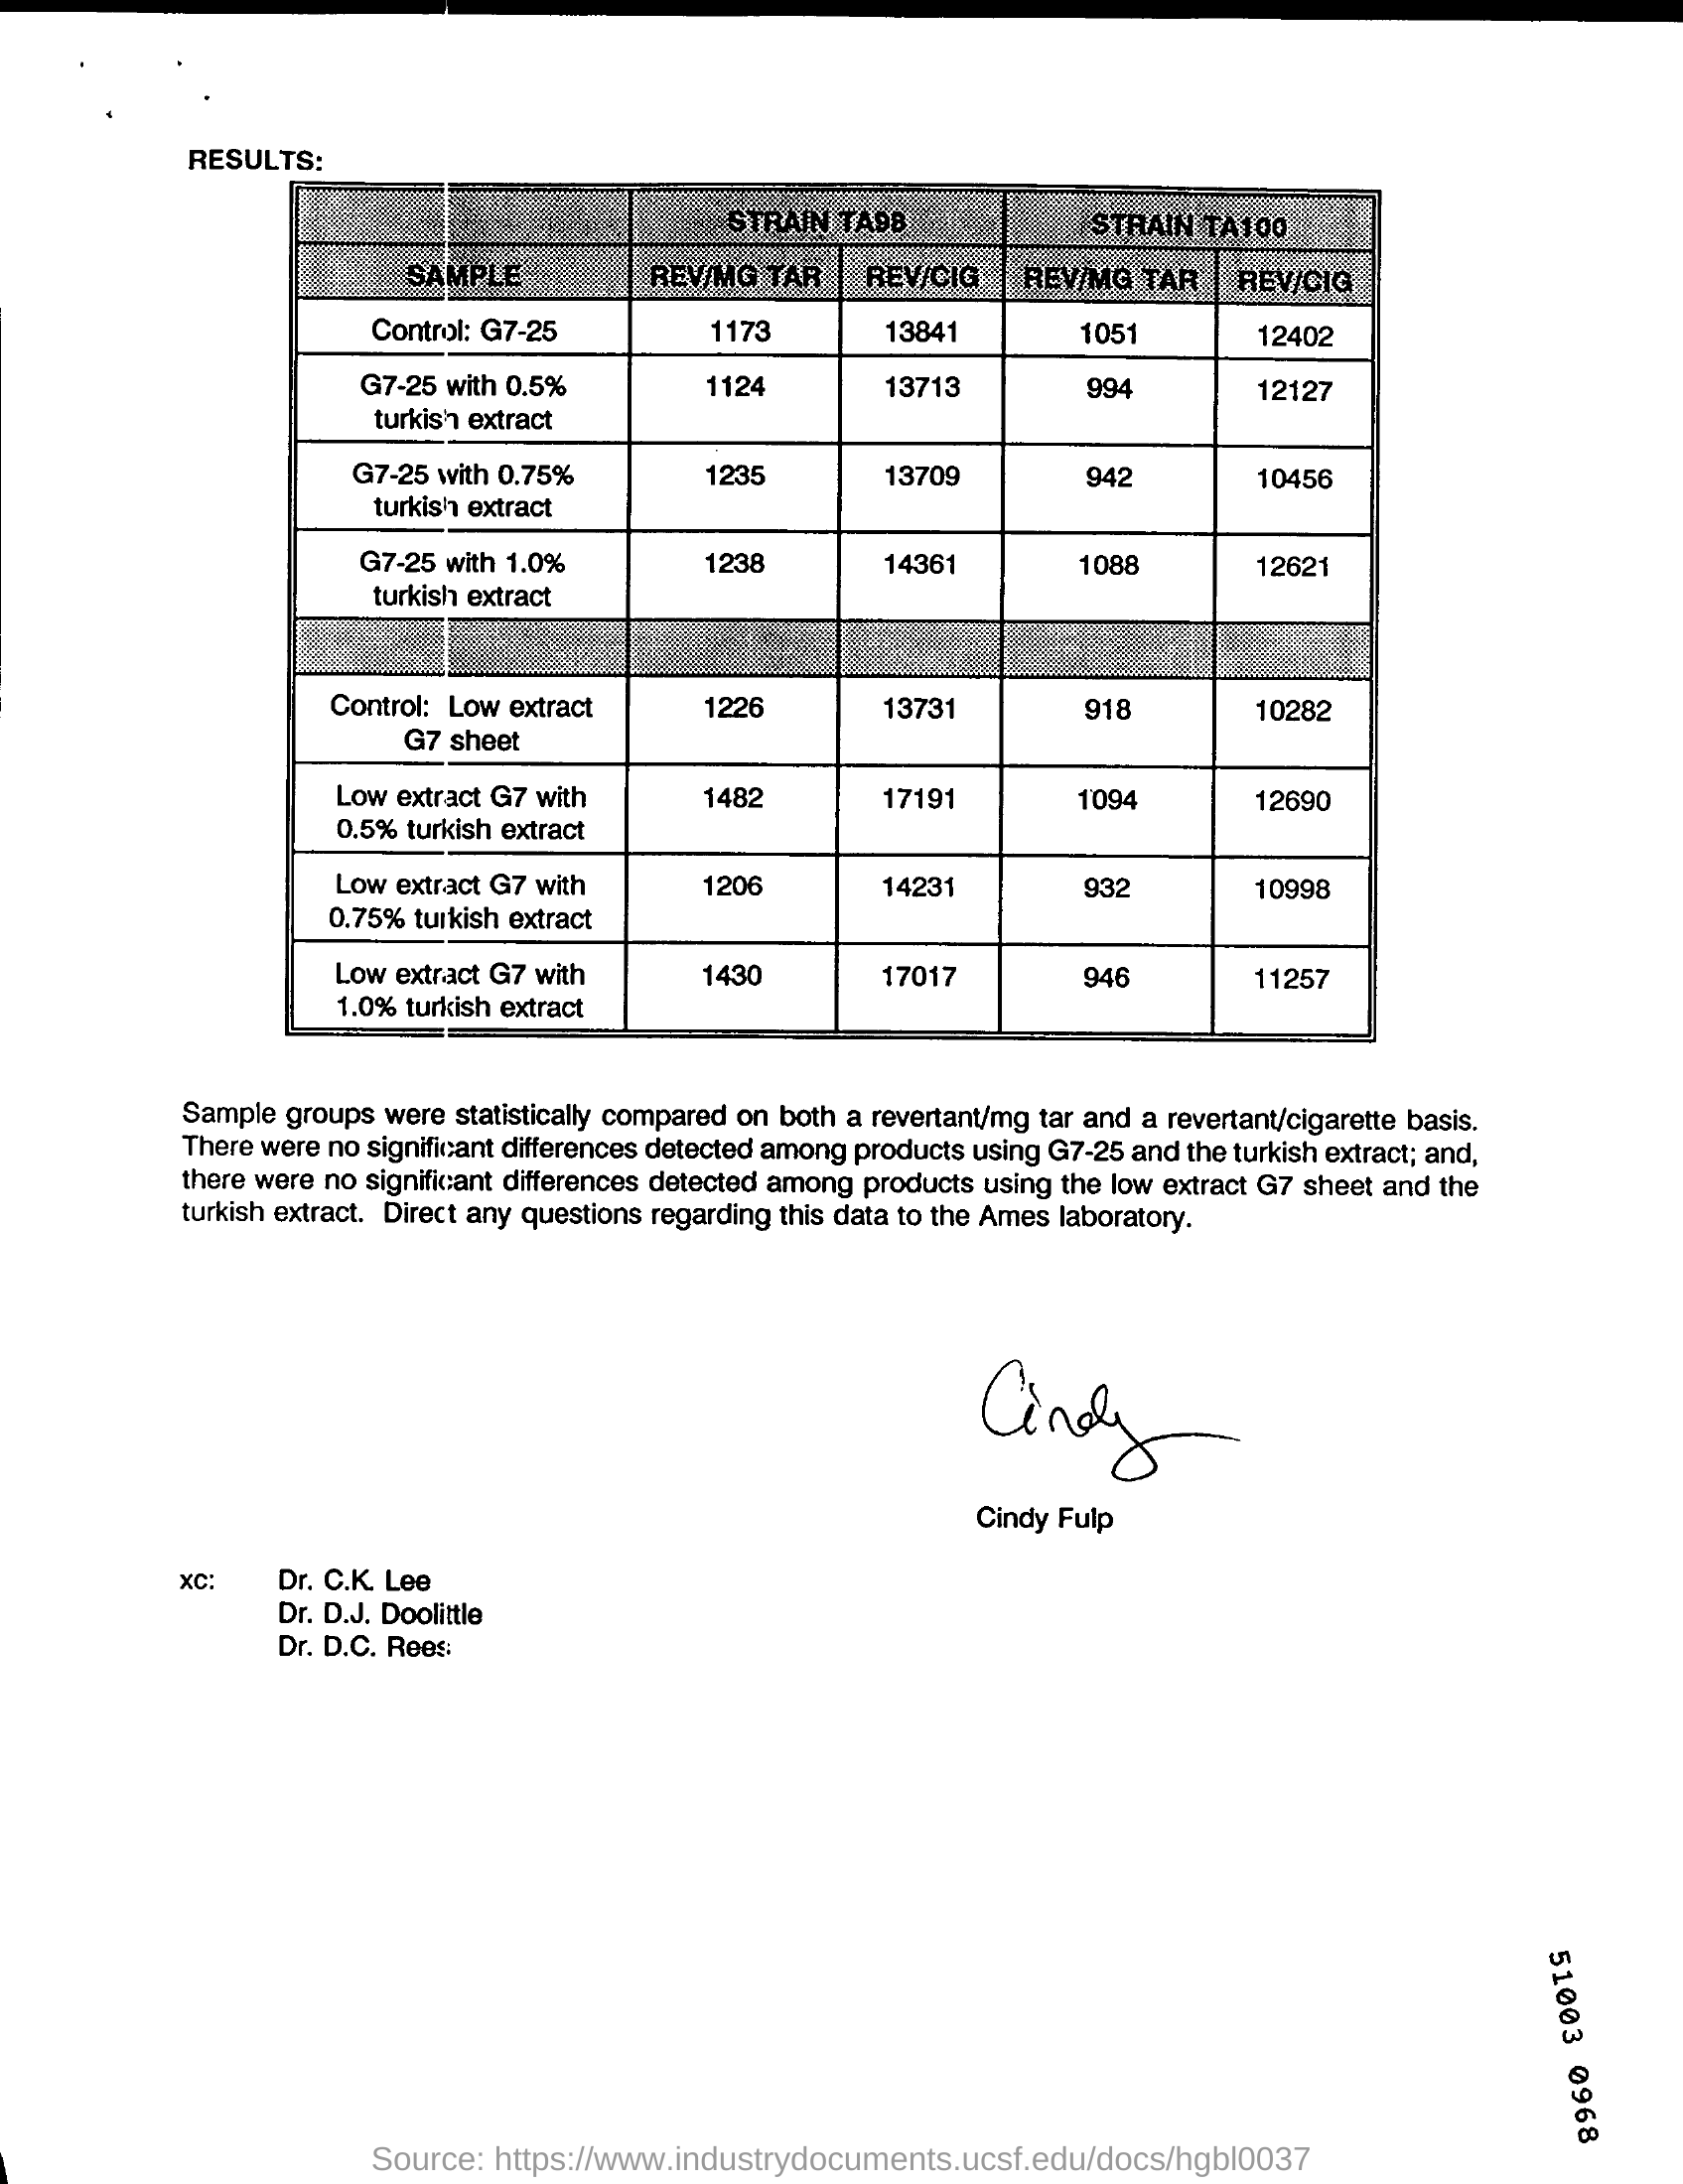 RESULTS:
STRAIN TA98 STRAIN TA100
SAMPLE REV/MG TAR REV/CIG REV/MG TAR REV/CIG
Control: G7-25 1173 13841 1051 12402
G7-25 with 0.5% 1124 13713 994 12127
turkish extract
G7-25 with 0.75% 1235 13709 942 10456
turkish extract
G7-25 with 1.0% 1238 14361 1088 12621
turkish extract
Control: Low extract 1226 13731 918 10282
G7 sheet
Low extract G7 with 1482 17191 1094 12690
0.5% turkish extract
Low extract G7 with 1206 14231 932 10998
0.75% turkish extract
Low extract G7 with 1430 17017 946 11257
1.0% turkish extract
Sample groups were statistically compared on both a revertant/mg tar and a revertant/cigarette basis.
There were no significant differences detected among products using G7-25 and the turkish extract; and,
there were no significant differences detected among products using the low extract G7 sheet and the
turkish extract. Direct any questions regarding this data to the Ames laboratory.
Cindy
Cindy Fulp
xc: Dr. C.K. Lee
Dr. D.J. Doolittle
Dr. D.C. Rees
51003 0968
Source: https://www.industrydocuments.ucsf.edu/docs/hgbl0037